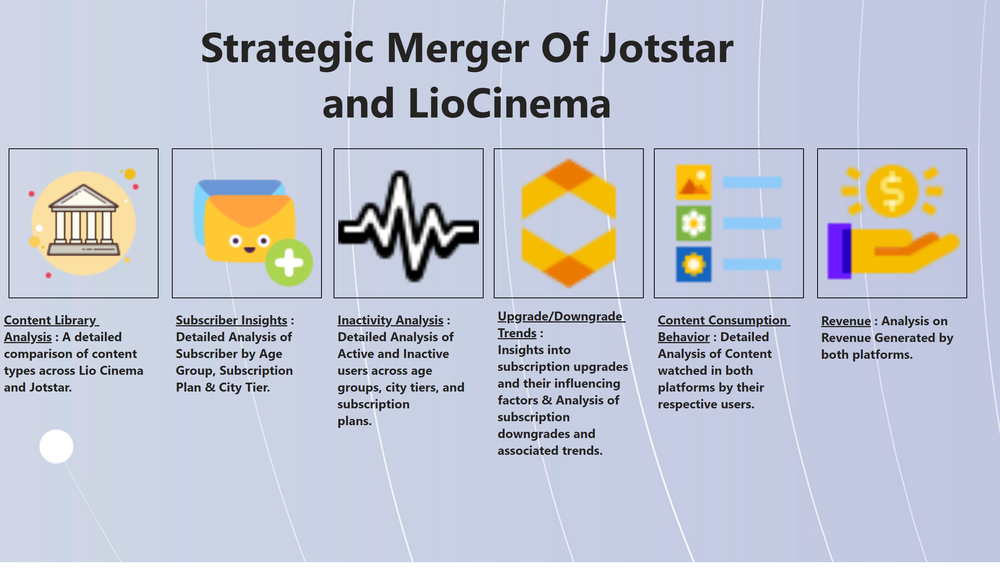 Strategic Merger Of Jotstar
and LioCinema
Content Library
Analysis : A detailed
comparison of content
types across Lio Cinema
and Jotstar.
Subscriber Insights :
Detailed Analysis of
Subscriber by Age
Group, Subscription
Plan & City Tier.
Inactivity Analysis :
Detailed Analysis of
Active and Inactive
users across age
groups, city tiers, and
subscription
plans.
Upgrade/Downgrade
Trends :
Insights into
subscription upgrades
and their influencing
factors & Analysis of
subscription
downgrades and
associated trends.
Content Consumption
Behavior : Detailed
Analysis of Content
watched in both
platforms by their
respective users.
Revenue : Analysis on
Revenue Generated by
both platforms.